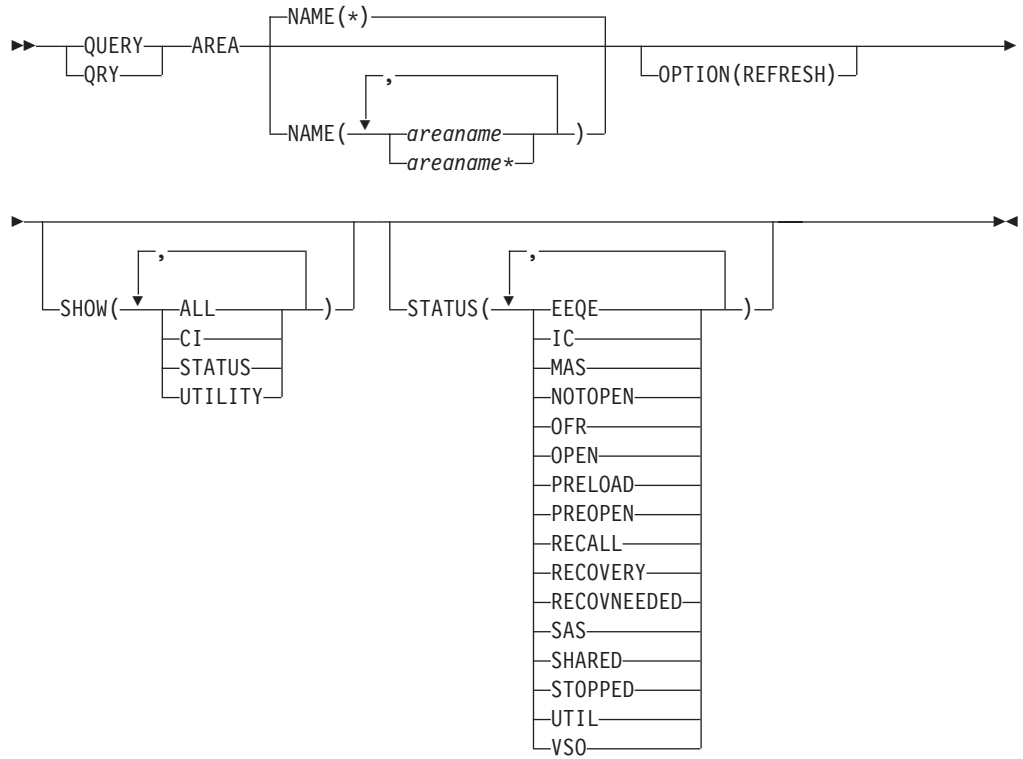 NAME(*)
QUERY AREA
QRY OPTION(REFRESH)
,
NAME( areaname )
areaname*
, ,
SHOW( ALL ) STATUS( EEQE )
CI IC
STATUS MAS
UTILITY NOTOPEN
OFR
OPEN
PRELOAD
PREOPEN
RECALL
RECOVERY
RECOVNEEDED
SAS
SHARED
STOPPED
UTIL
VSO